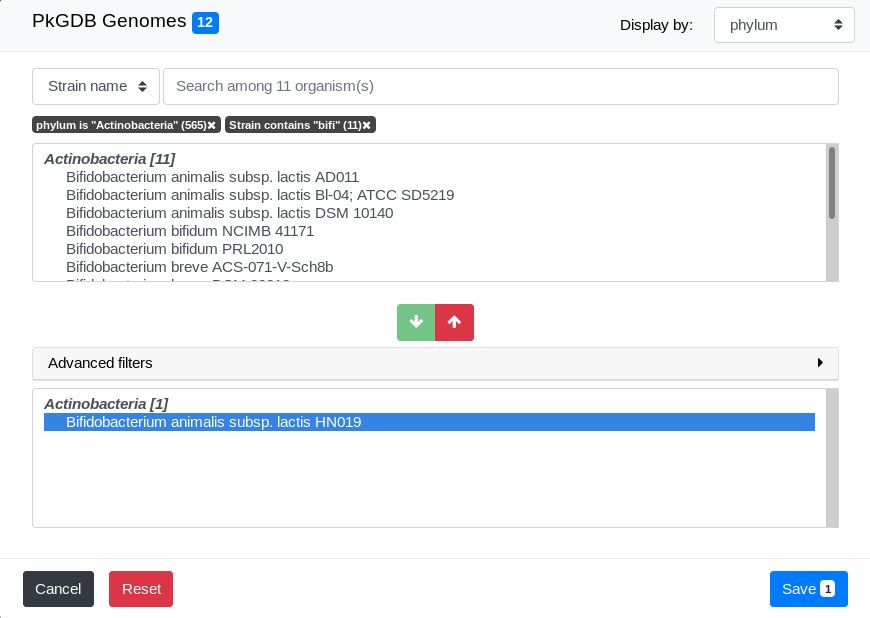 PkGDB Genomes 12
Display by: phylum
Strain name Search among 11 organism(s)
phylum is "Actinobacteria" (565)✖ Strain contains "bifi" (11)✖
Actinobacteria [11]
Bifidobacterium animalis subsp. lactis AD011
Bifidobacterium animalis subsp. lactis Bl-04; ATCC SD5219
Bifidobacterium animalis subsp. lactis DSM 10140
Bifidobacterium bifidum NCIMB 41171
Bifidobacterium bifidum PRL2010
Bifidobacterium breve ACS-071-V-Sch8b
Advanced filters
Actinobacteria [1]
Bifidobacterium animalis subsp. lactis HN019
Cancel Reset Save 1